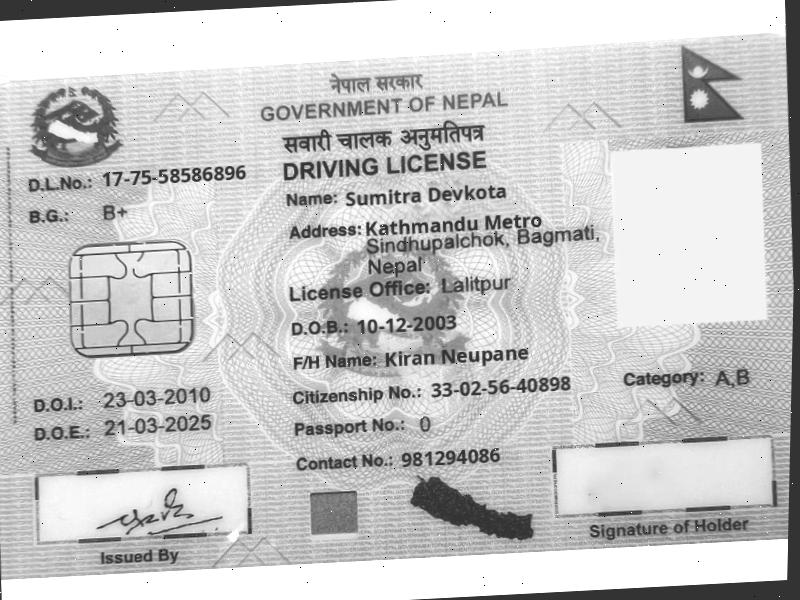 नेपाल सरकार
GOVERNMENT OF NEPAL
सवारी चालक अनुमतिपत्र
DRIVING LICENSE
D.L.No.: 17-75-58586896
B.G.: B+
Name: Sumitra Devkota
Address: Kathmandu Metro
Sindhupalchok, Bagmati,
Nepal
License Office: Lalitpur
D.O.B.: 10-12-2003
F/H Name: Kiran Neupane
Citizenship No.: 33-02-56-40898
Category: A,B
D.O.I.: 23-03-2010
D.O.E.: 21-03-2025
Passport No.: 0
Contact No.: 981294086
Issued By
Signature of Holder